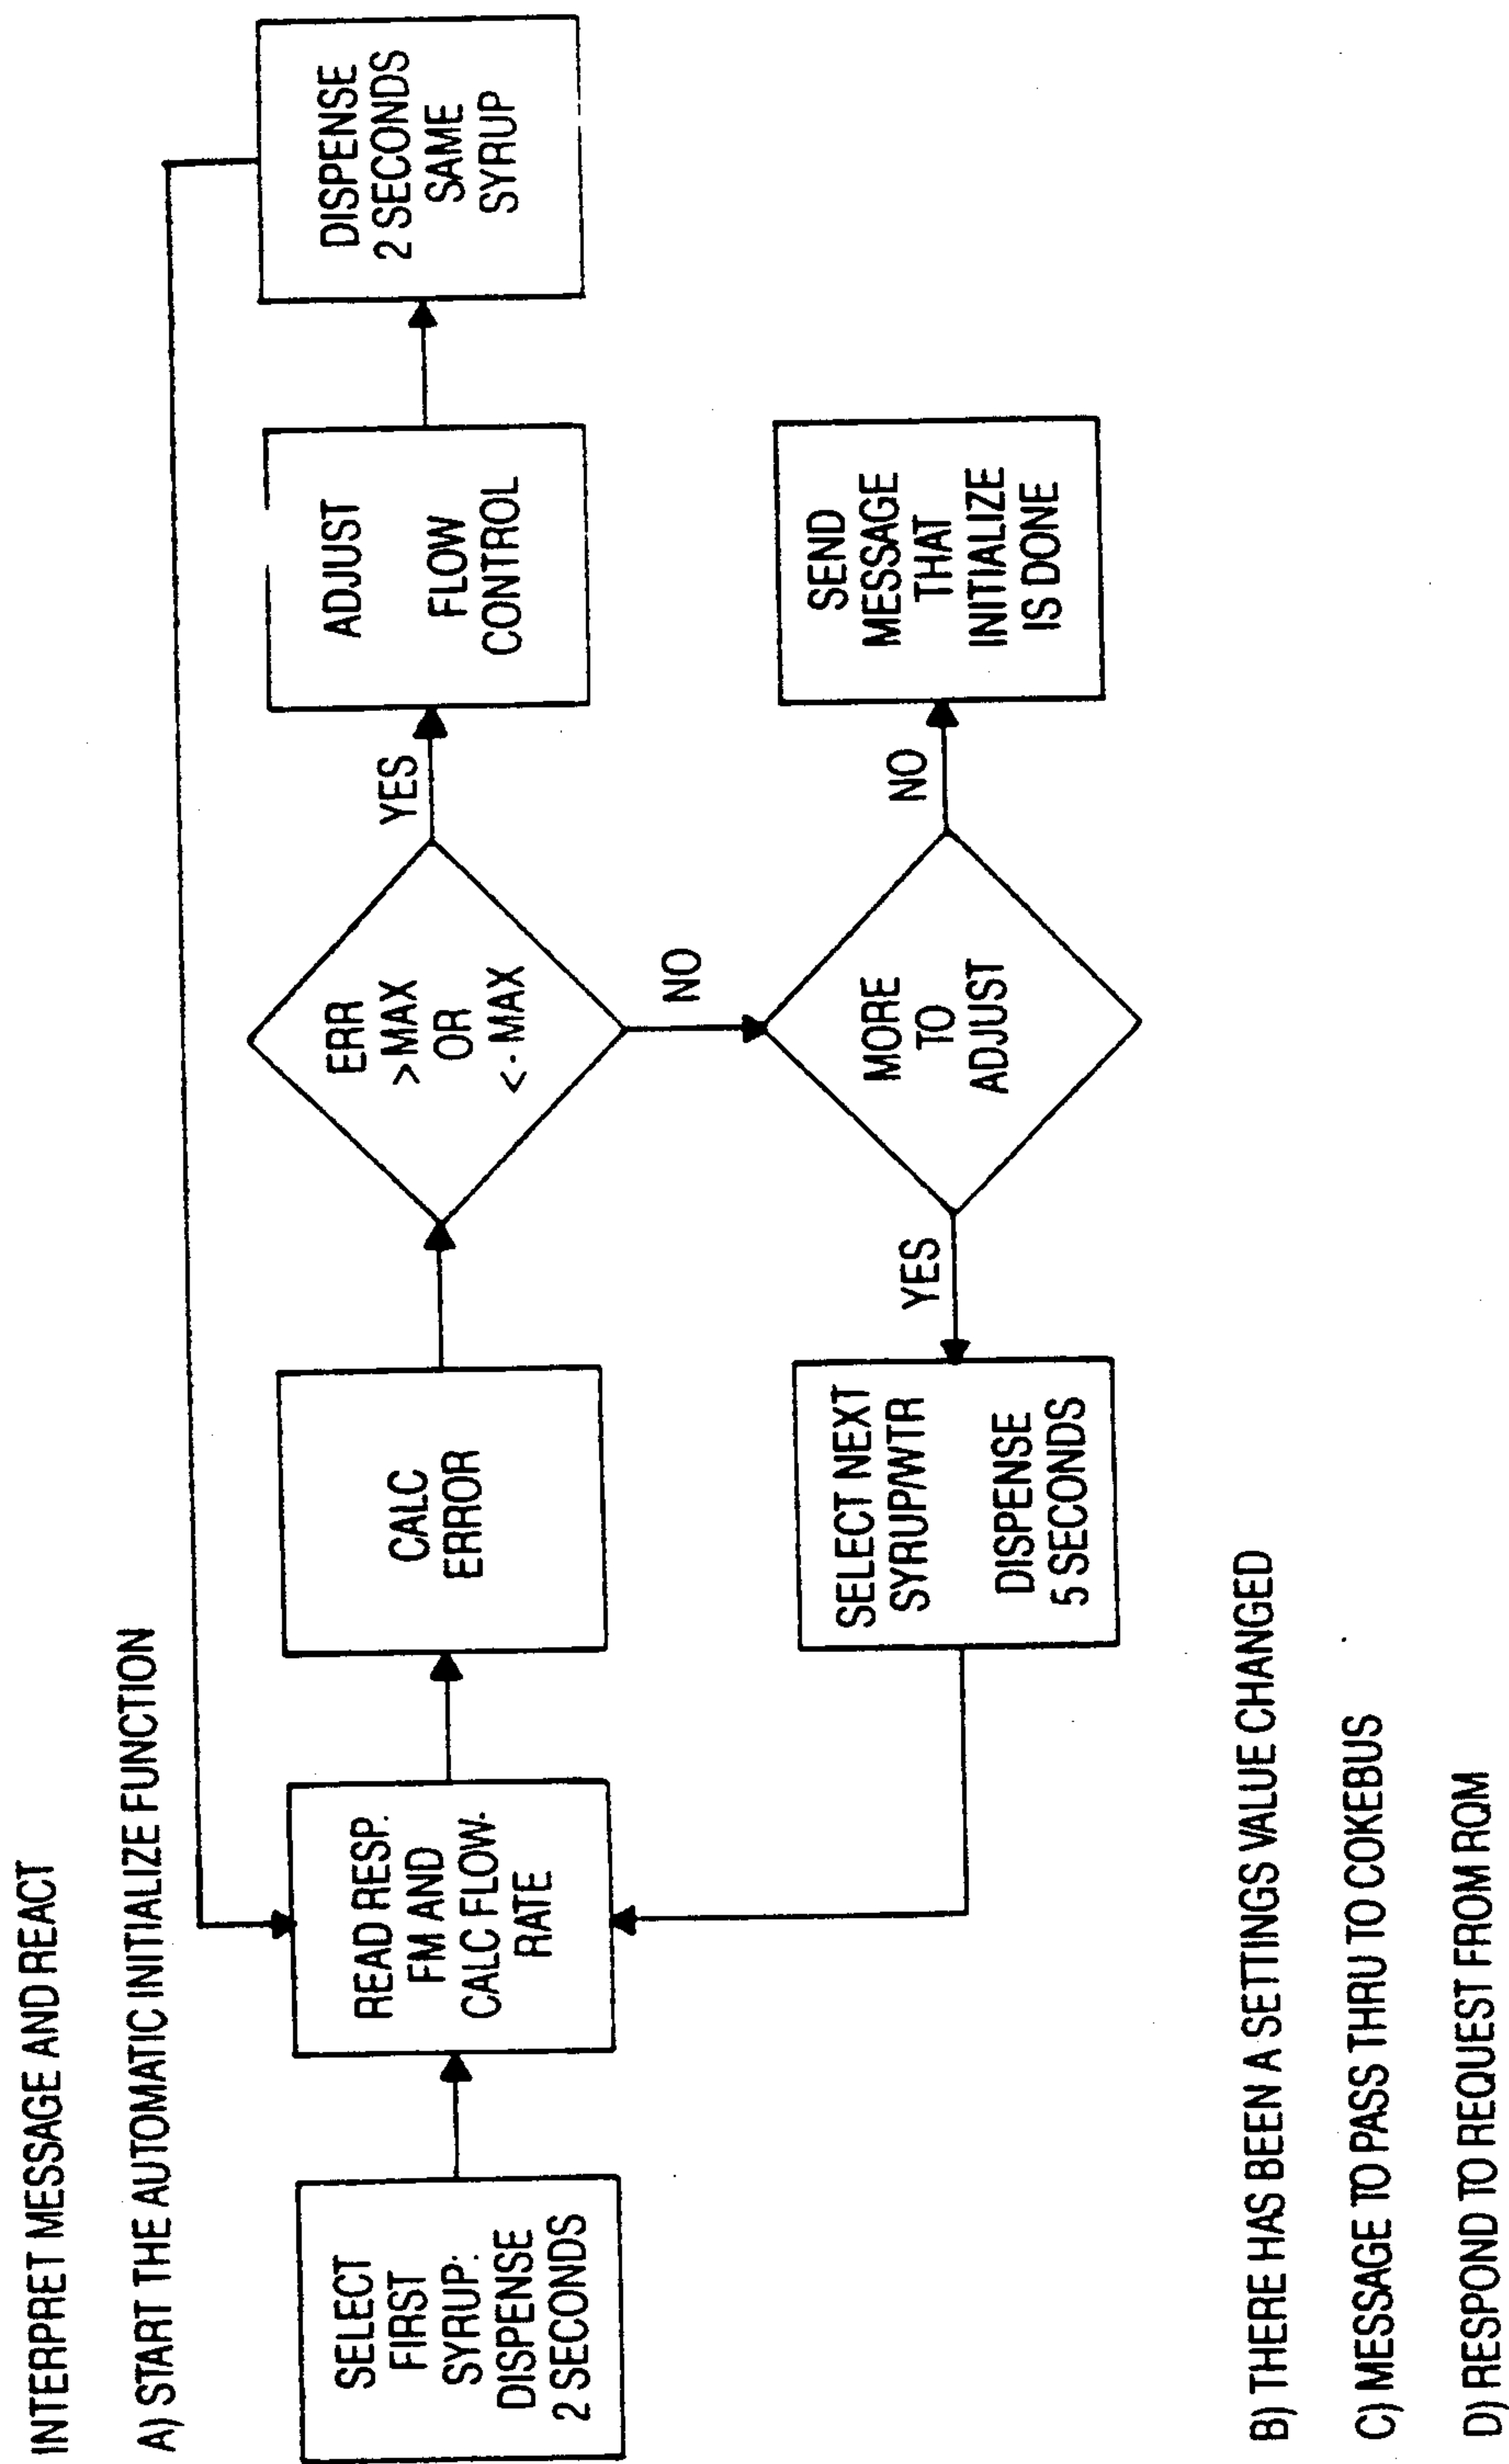 INTERPRET MESSAGE AND REACT
A) START THE AUTOMATIC INITIALIZE FUNCTION
SELECT
FIRST
SYRUP:
DISPENSE
2 SECONDS
READ RESP.
FM AND
CALC FLOW-
RATE
CALC
ERROR
ERR
>MAX
OR
<-MAX
YES
ADJUST
FLOW
CONTROL
DISPENSE
2 SECONDS
SAME
SYRUP
NO
MORE
TO
ADJUST
YES
SELECT NEXT
SYRUP/WTR
DISPENSE
5 SECONDS
NO
SEND
MESSAGE
THAT
INITIALIZE
IS DONE
B) THERE HAS BEEN A SETTINGS VALUE CHANGED
C) MESSAGE TO PASS THRU TO COKEBUS
D) RESPOND TO REQUEST FROM RQM